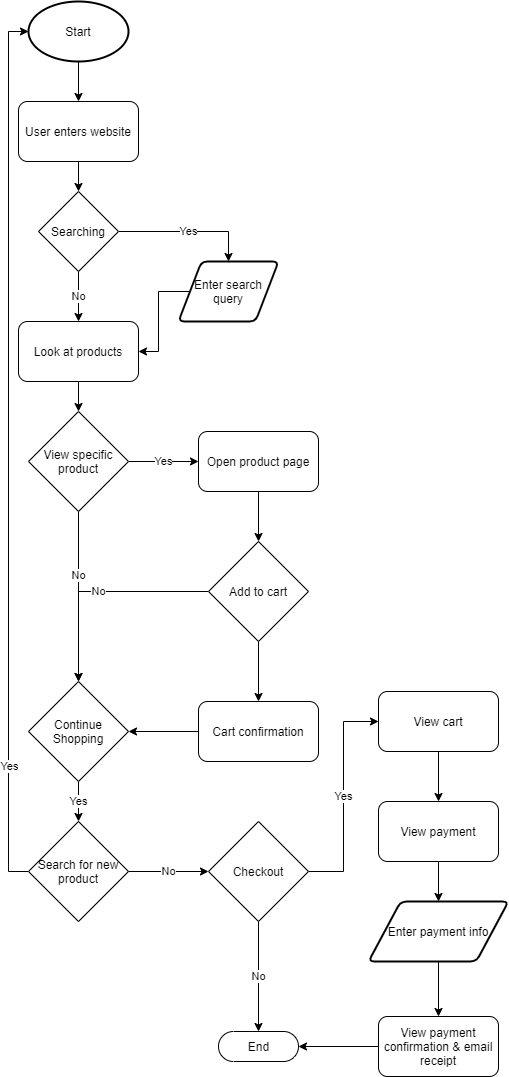 Start
User enters website
Searching
Yes
Enter search
query
No
Look at products
View specific
product
Yes
Open product page
No
No
Add to cart
Continue
Shopping
Cart confirmation
View cart
Yes
Yes
Yes
View payment
Search for new
product
No
Checkout
Enter payment info
No
End
View payment
confirmation & email
receipt